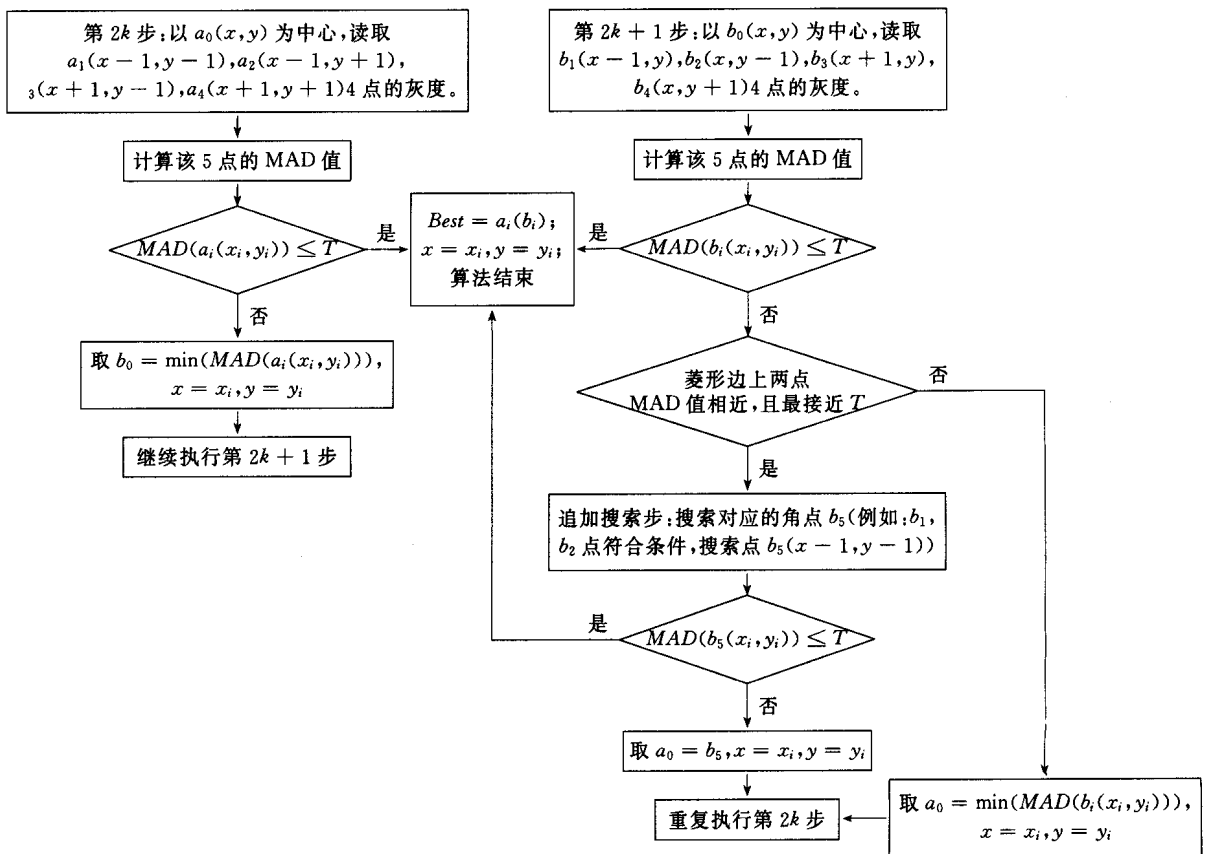 第 2k 步:以 a₀(x,y) 为中心,读取
a₁(x − 1,y − 1),a₂(x − 1,y + 1),
₃(x + 1,y − 1),a₄(x + 1,y + 1)4 点的灰度。
计算该 5 点的 MAD 值
MAD(aᵢ(xᵢ,yᵢ)) ≤ T
是
否
取 b₀ = min(MAD(aᵢ(xᵢ,yᵢ))),
x = xᵢ,y = yᵢ
继续执行第 2k + 1 步
Best = aᵢ(bᵢ);
x = xᵢ,y = yᵢ;
算法结束
第 2k + 1 步:以 b₀(x,y) 为中心,读取
b₁(x − 1,y),b₂(x,y − 1),b₃(x + 1,y),
b₄(x,y + 1)4 点的灰度。
计算该 5 点的 MAD 值
MAD(bᵢ(xᵢ,yᵢ)) ≤ T
是
否
菱形边上两点
MAD 值相近,且最接近 T
否
是
追加搜索步:搜索对应的角点 b₅(例如:b₁,
b₂ 点符合条件,搜索点 b₅(x − 1,y − 1))
MAD(b₅(xᵢ,yᵢ)) ≤ T
是
否
取 a₀ = b₅,x = xᵢ,y = yᵢ
重复执行第 2k 步
取 a₀ = min(MAD(bᵢ(xᵢ,yᵢ))),
x = xᵢ,y = yᵢ